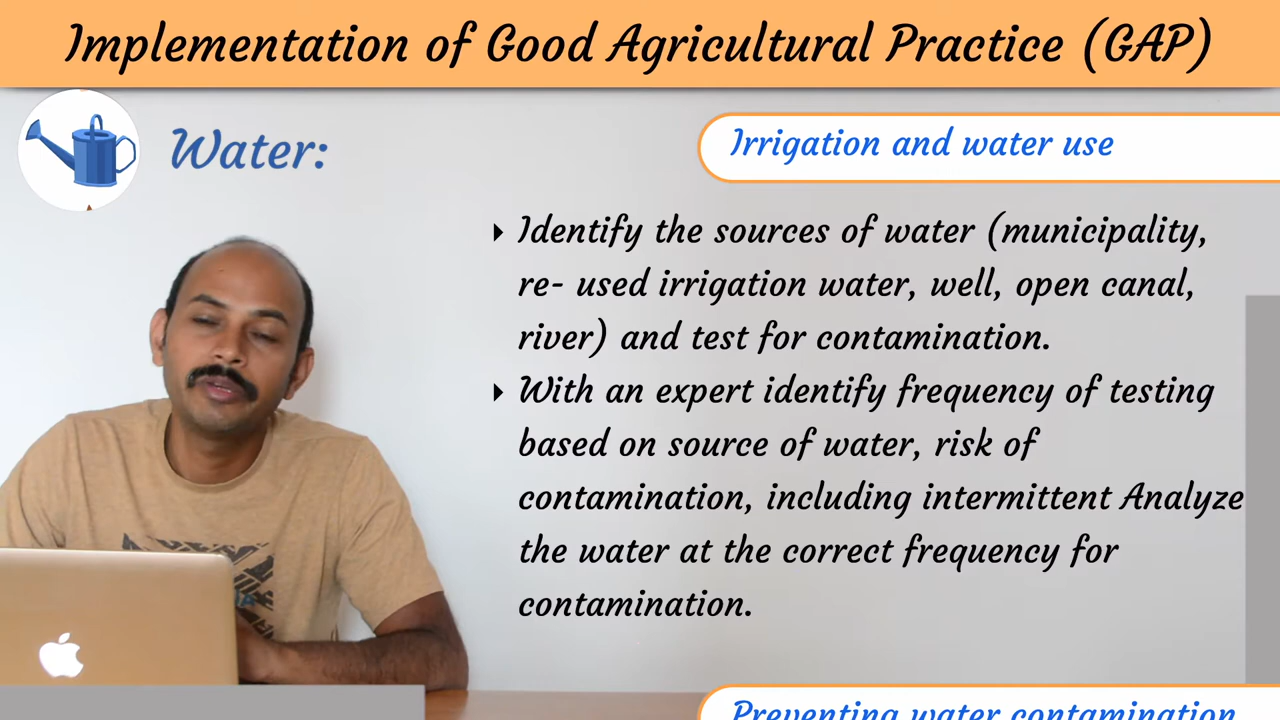 Implementation of Good Agricultural Practice (GAP)
Water:
Irrigation and water use
Identify the sources of water (municipality,
re- used irrigation water, well, open canal,
river) and test for contamination.
With an expert identify frequency of testing
based on source of water, risk of
contamination, including intermittent Analyze
the water at the correct frequency for
contamination.
Preventing water contamination